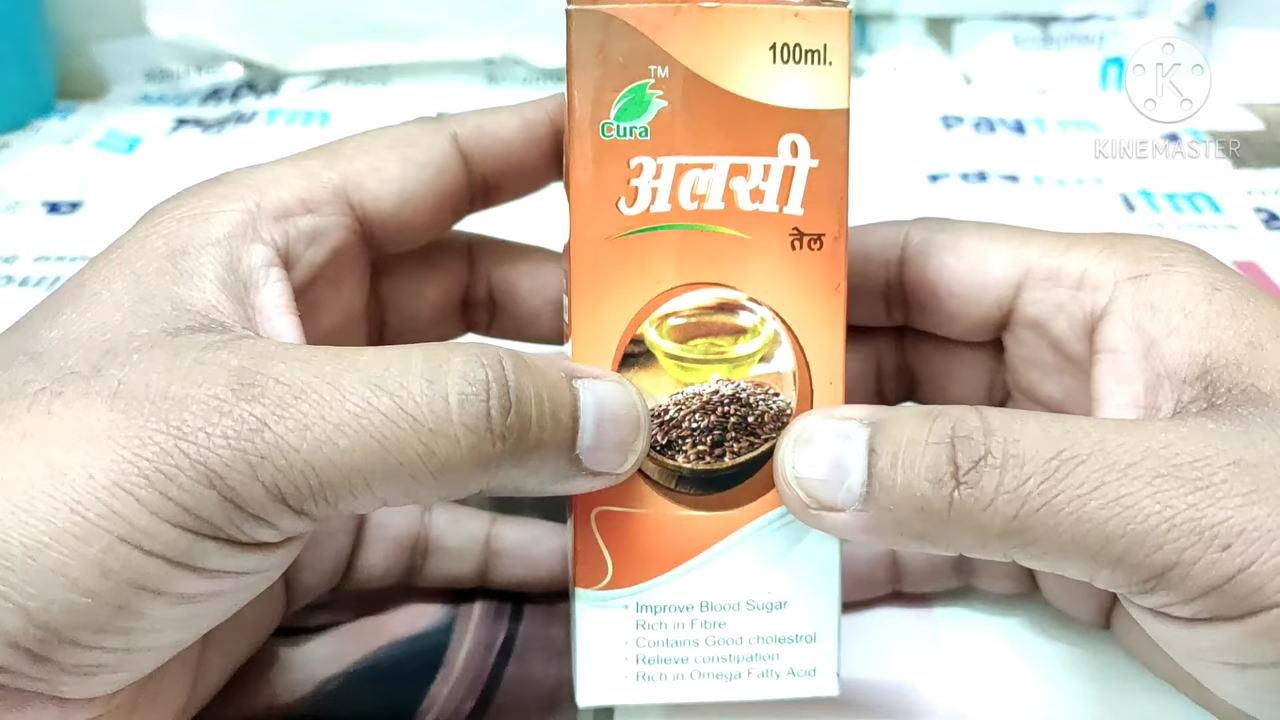 100ml.
TM
Cura
अलसी
तेल
• Improve Blood Sugar
Rich in Fibre
• Contains Good cholestrol
• Relieve constipation
• Rich in Omega Fatty Acid
K
KINEMASTER
Paytm